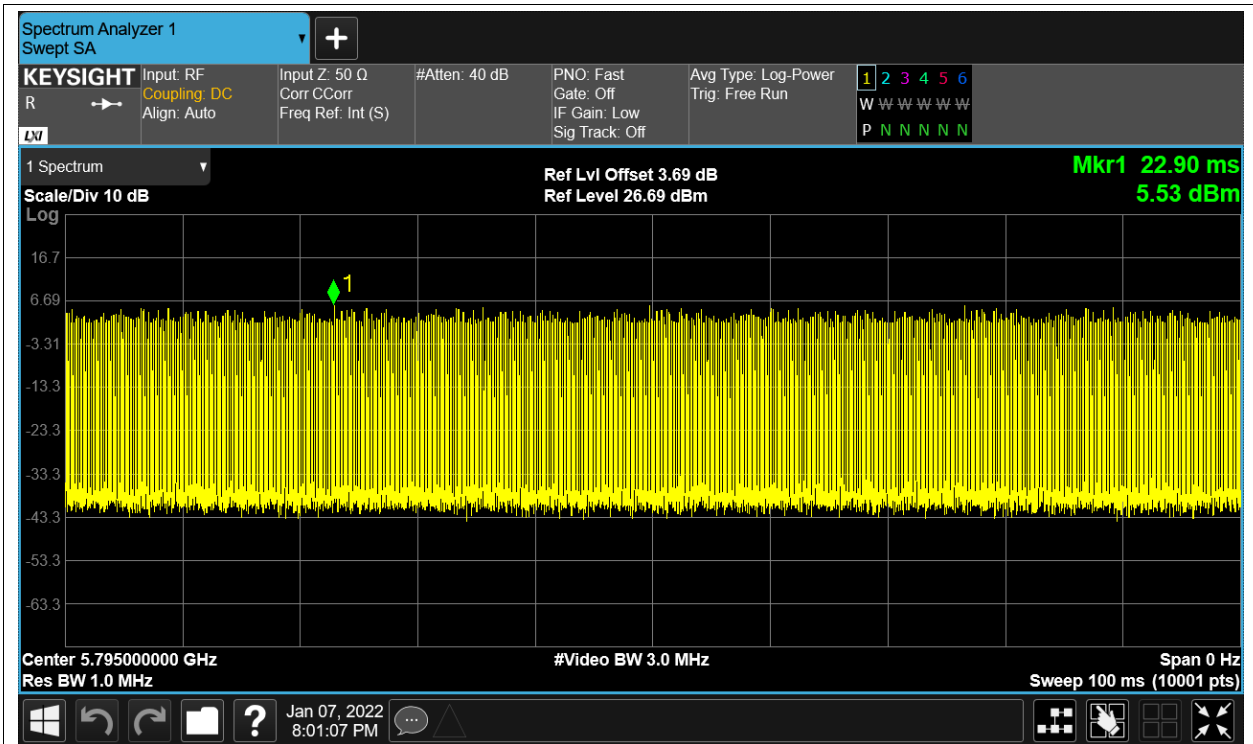 Spectrum Analyzer 1
Swept SA
KEYSIGHT
R
LXI
Input: RF
Coupling: DC
Align: Auto
Input Z: 50 Ω
Corr CCorr
Freq Ref: Int (S)
#Atten: 40 dB
PNO: Fast
Gate: Off
IF Gain: Low
Sig Track: Off
Avg Type: Log-Power
Trig: Free Run
1 2 3 4 5 6
W W W W W W
P N N N N N
1 Spectrum
Scale/Div 10 dB
Log
Ref Lvl Offset 3.69 dB
Ref Level 26.69 dBm
Mkr1 22.90 ms
5.53 dBm
1
16.7
6.69
-3.31
-13.3
-23.3
-33.3
-43.3
-53.3
-63.3
Center 5.795000000 GHz
Res BW 1.0 MHz
#Video BW 3.0 MHz
Span 0 Hz
Sweep 100 ms (10001 pts)
?
Jan 07, 2022
8:01:07 PM